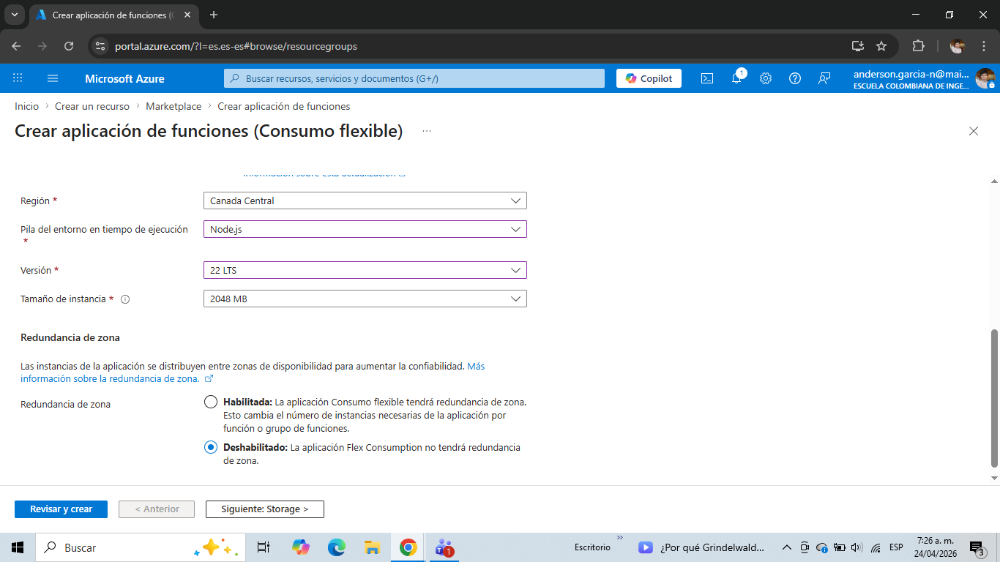 Crear aplicación de funciones (C
portal.azure.com/?l=es.es-es#browse/resourcegroups
Microsoft Azure
Buscar recursos, servicios y documentos (G+/)
Copilot
1
anderson.garcia-n@mai...
ESCUELA COLOMBIANA DE INGE...
Inicio > Crear un recurso > Marketplace > Crear aplicación de funciones
Crear aplicación de funciones (Consumo flexible) ...
Información sobre esta actualización
Región *
Canada Central
Pila del entorno en tiempo de ejecución *
Node.js
Versión *
22 LTS
Tamaño de instancia *
2048 MB
Redundancia de zona
Las instancias de la aplicación se distribuyen entre zonas de disponibilidad para aumentar la confiabilidad. Más
información sobre la redundancia de zona.
Redundancia de zona
Habilitada: La aplicación Consumo flexible tendrá redundancia de zona.
Esto cambia el número de instancias necesarias de la aplicación por
función o grupo de funciones.
Deshabilitado: La aplicación Flex Consumption no tendrá redundancia
de zona.
Revisar y crear
< Anterior
Siguiente: Storage >
Buscar
1
Escritorio
»
¿Por qué Grindelwald...
ESP
7:26 a. m.
24/04/2026
3